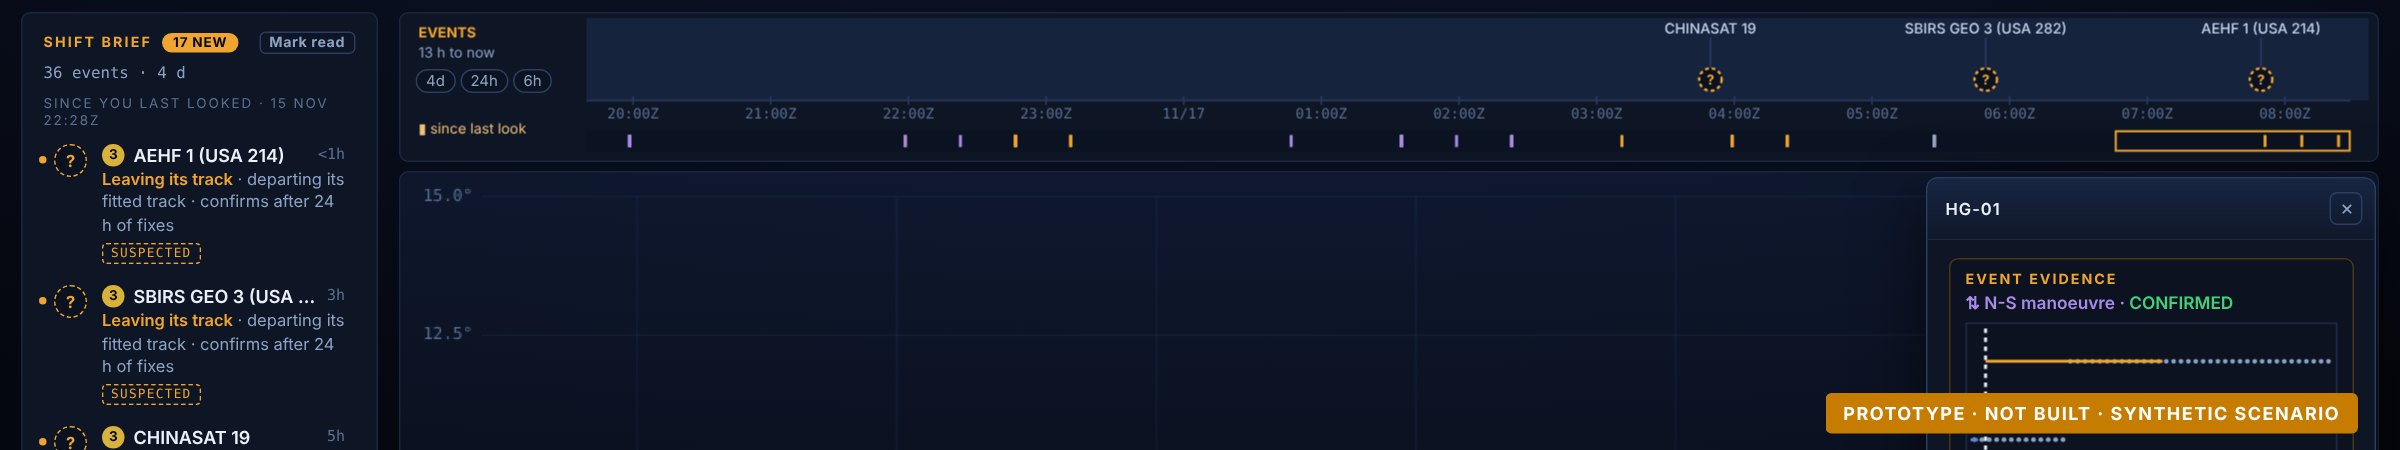 SHIFT BRIEF 17 NEW Mark read
36 events · 4 d
SINCE YOU LAST LOOKED · 15 NOV
22:28Z
? 3 AEHF 1 (USA 214) <1h
Leaving its track · departing its
fitted track · confirms after 24
h of fixes
SUSPECTED
? 3 SBIRS GEO 3 (USA ... 3h
Leaving its track · departing its
fitted track · confirms after 24
h of fixes
SUSPECTED
? 3 CHINASAT 19 5h
EVENTS
13 h to now
4d 24h 6h
since last look
CHINASAT 19 SBIRS GEO 3 (USA 282) AEHF 1 (USA 214)
? ? ?
20:00Z 21:00Z 22:00Z 23:00Z 11/17 01:00Z 02:00Z 03:00Z 04:00Z 05:00Z 06:00Z 07:00Z 08:00Z
15.0°
12.5°
HG-01 ×
EVENT EVIDENCE
⇅ N-S manoeuvre · CONFIRMED
PROTOTYPE · NOT BUILT · SYNTHETIC SCENARIO